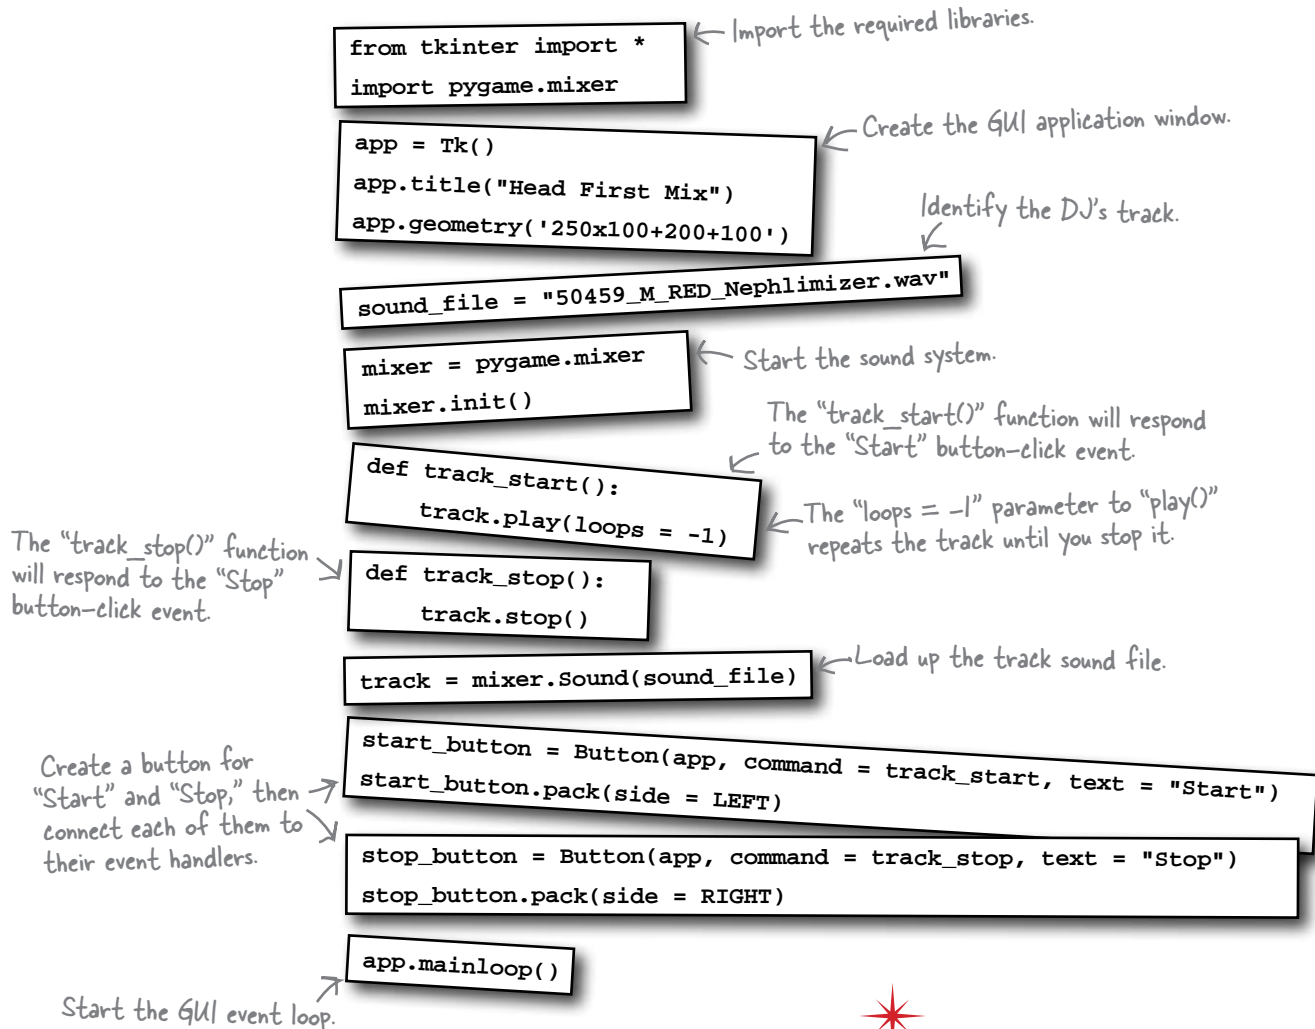 from tkinter import *
import pygame.mixer
Import the required libraries.
app = Tk()
app.title("Head First Mix")
app.geometry('250x100+200+100')
Create the GUI application window.
Identify the DJ's track.
sound_file = "50459_M_RED_Nephlimizer.wav"
mixer = pygame.mixer
mixer.init()
Start the sound system.
The “track_start()” function will respond
to the “Start” button-click event.
def track_start():
track.play(loops = -1)
The “loops = -1” parameter to “play()”
repeats the track until you stop it.
The “track_stop()” function
will respond to the “Stop”
button-click event.
def track_stop():
track.stop()
track = mixer.Sound(sound_file)
Load up the track sound file.
Create a button for
“Start” and “Stop,” then
connect each of them to
their event handlers.
start_button = Button(app, command = track_start, text = "Start")
start_button.pack(side = LEFT)
stop_button = Button(app, command = track_stop, text = "Stop")
stop_button.pack(side = RIGHT)
app.mainloop()
Start the GUI event loop.